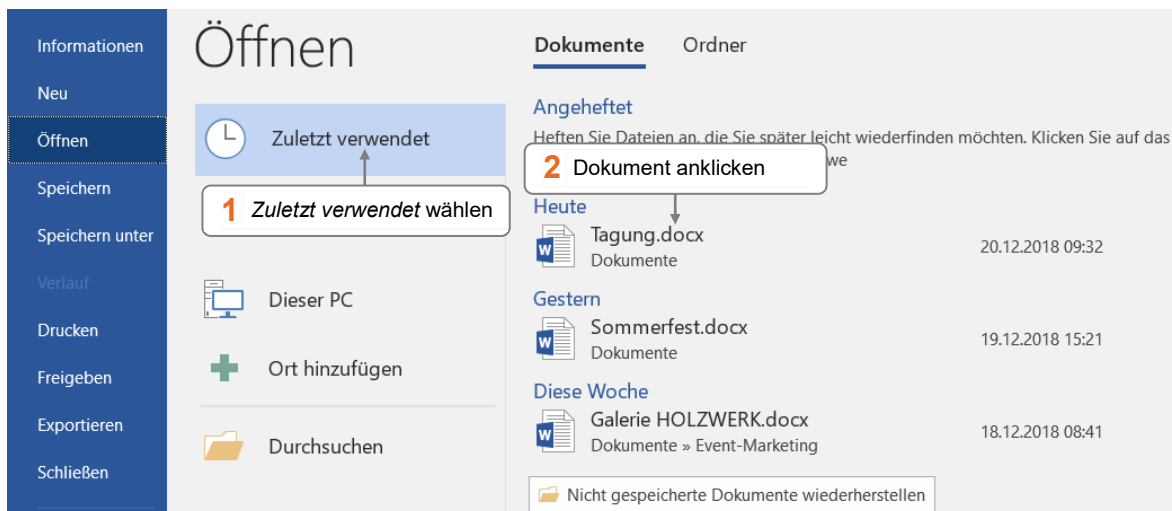 Informationen
Neu
Öffnen
Speichern
Speichern unter
Verlauf
Drucken
Freigeben
Exportieren
Schließen
Öffnen
Zuletzt verwendet
1 Zuletzt verwendet wählen
Dieser PC
Ort hinzufügen
Durchsuchen
Dokumente Ordner
Angeheftet
Heften Sie Dateien an, die Sie später leicht wiederfinden möchten. Klicken Sie auf das
2 Dokument anklicken
Heute
W Tagung.docx
Dokumente
20.12.2018 09:32
Gestern
W Sommerfest.docx
Dokumente
19.12.2018 15:21
Diese Woche
W Galerie HOLZWERK.docx
Dokumente » Event-Marketing
18.12.2018 08:41
Nicht gespeicherte Dokumente wiederherstellen